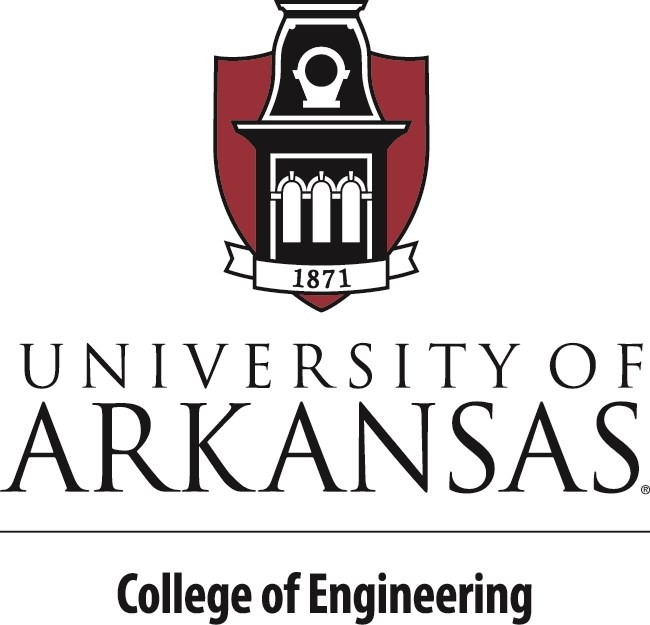 1871
UNIVERSITY OF
ARKANSAS®
College of Engineering